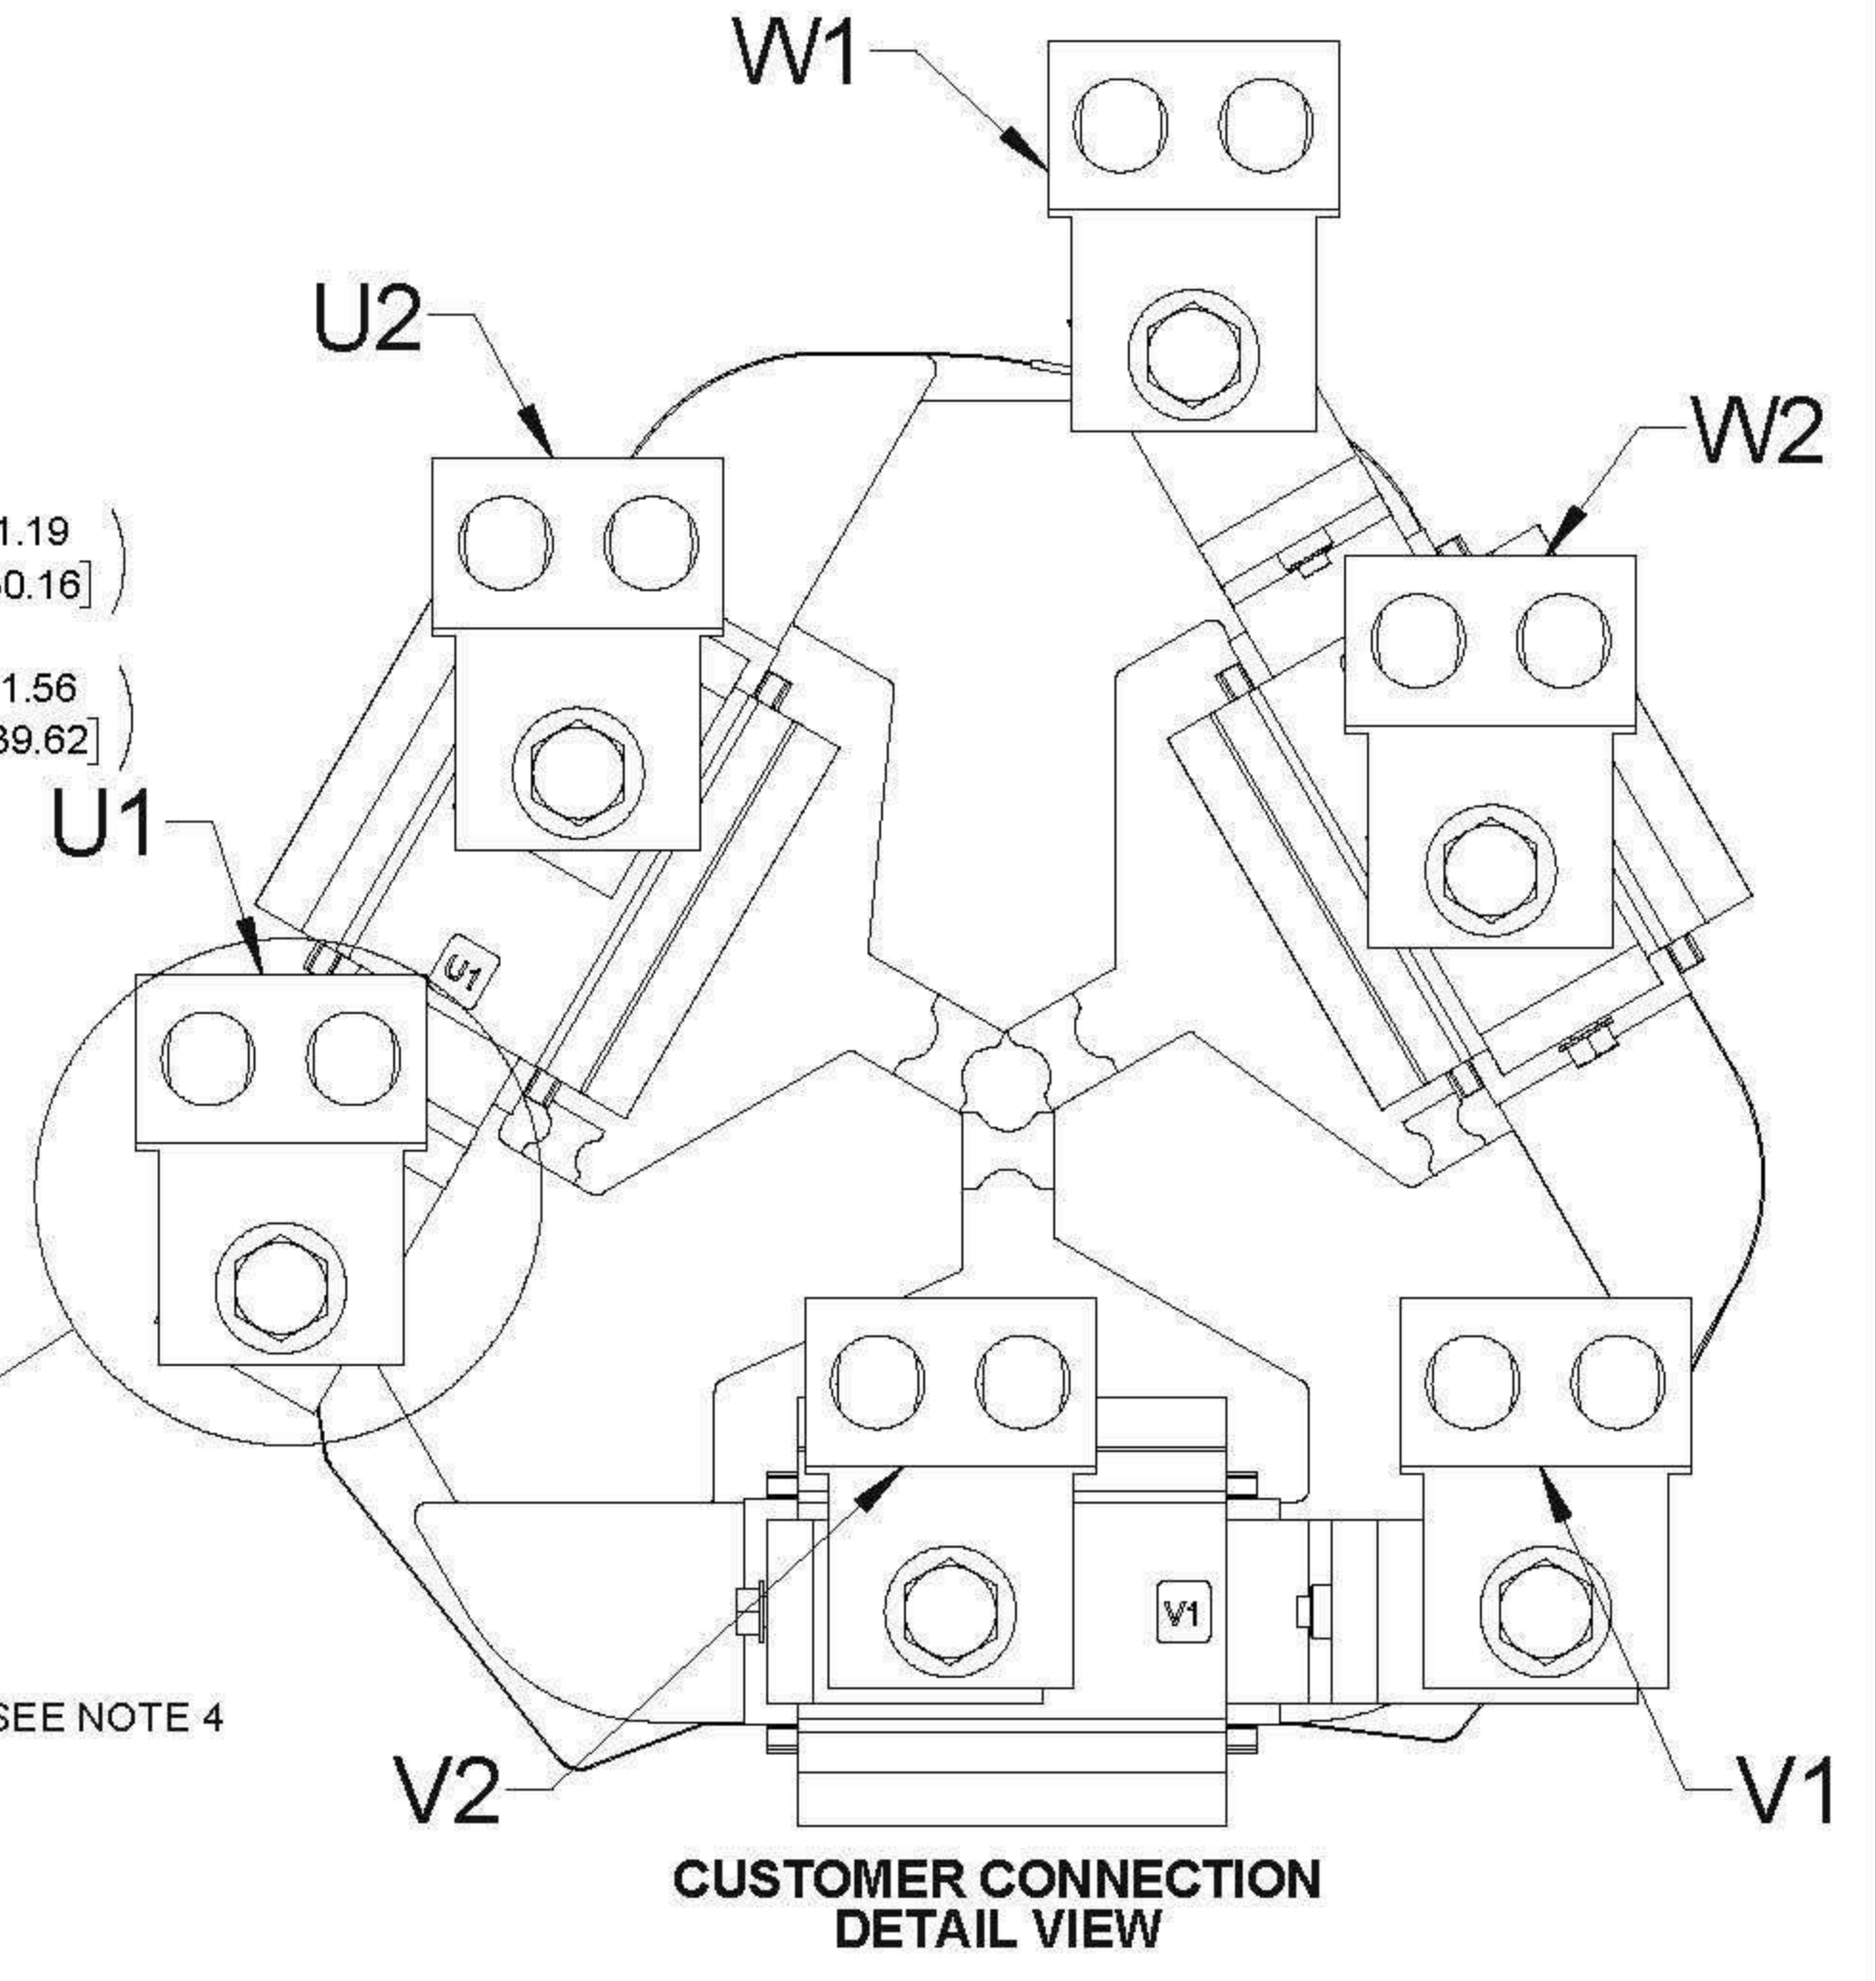 W1
U2
W2
1.19
0.16]
1.56
39.62]
U1
U1
V1
SEE NOTE 4
V2
V1
CUSTOMER CONNECTION
DETAIL VIEW